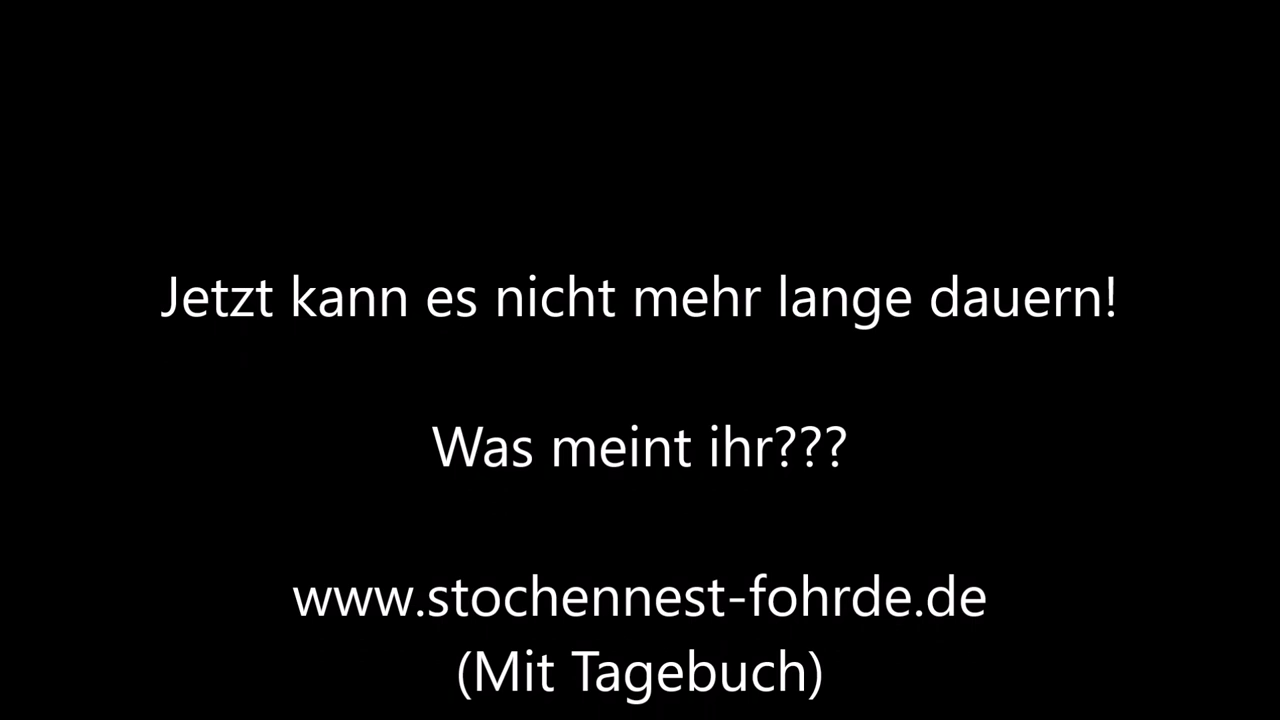 Jetzt kann es nicht mehr lange dauern!
Was meint ihr???
www.stochennest-fohrde.de
(Mit Tagebuch)